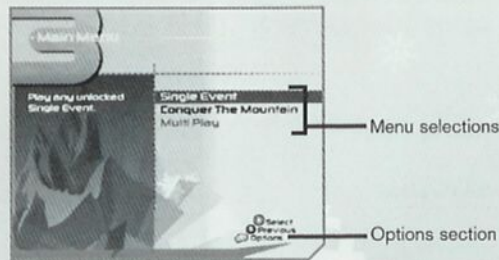 Main Menu
Play any unlocked
Single Event.
Single Event
Conquer The Mountain
Multi Play
Menu selections
Select
Previous
Options
Options section